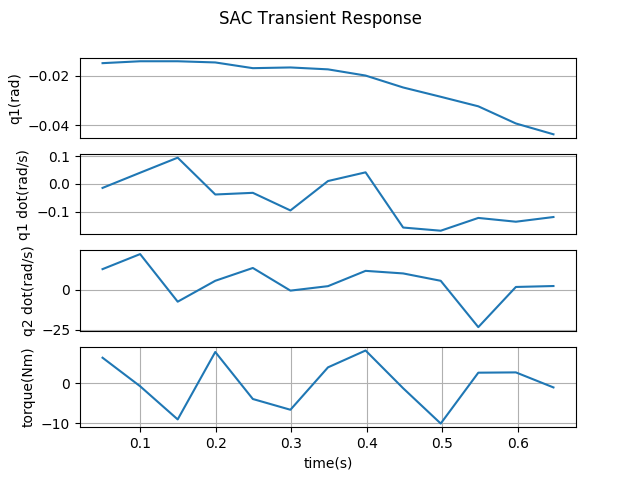 SAC Transient Response
q1(rad)
−0.02
−0.04
q1 dot(rad/s)
0.1
0.0
−0.1
q2 dot(rad/s)
0
−25
torque(Nm)
0
−10
0.1 0.2 0.3 0.4 0.5 0.6
time(s)